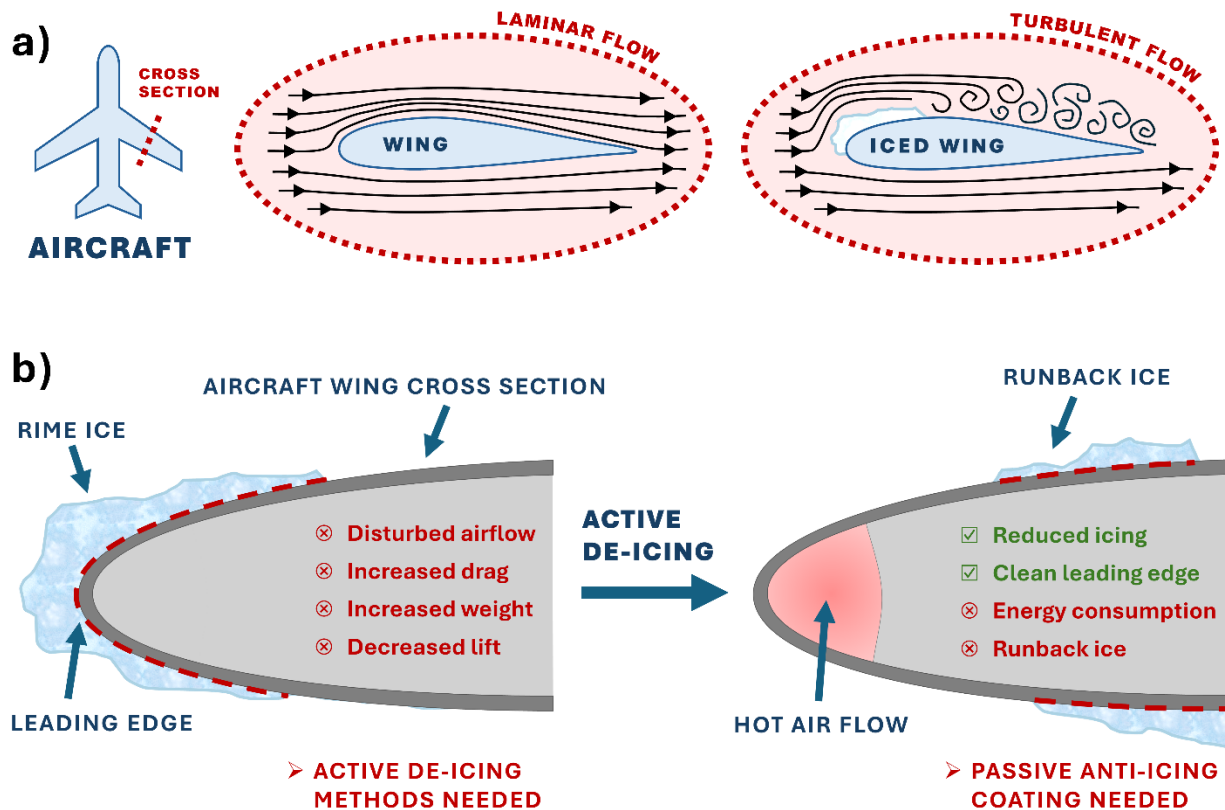 a)
CROSS
SECTION
AIRCRAFT
LAMINAR FLOW
WING
TURBULENT FLOW
ICED WING
b)
AIRCRAFT WING CROSS SECTION
RIME ICE
⊗ Disturbed airflow
⊗ Increased drag
⊗ Increased weight
⊗ Decreased lift
LEADING EDGE
➢ ACTIVE DE-ICING
METHODS NEEDED
ACTIVE
DE-ICING
RUNBACK ICE
☑ Reduced icing
☑ Clean leading edge
⊗ Energy consumption
⊗ Runback ice
HOT AIR FLOW
➢ PASSIVE ANTI-ICING
COATING NEEDED